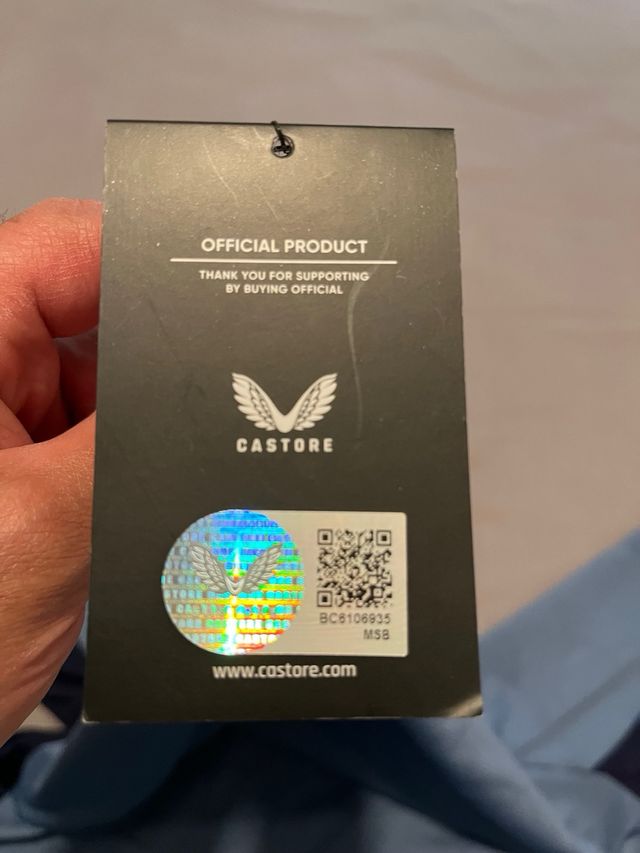 OFFICIAL PRODUCT
THANK YOU FOR SUPPORTING
BY BUYING OFFICIAL
CASTORE
BC6106935
MSB
www.castore.com